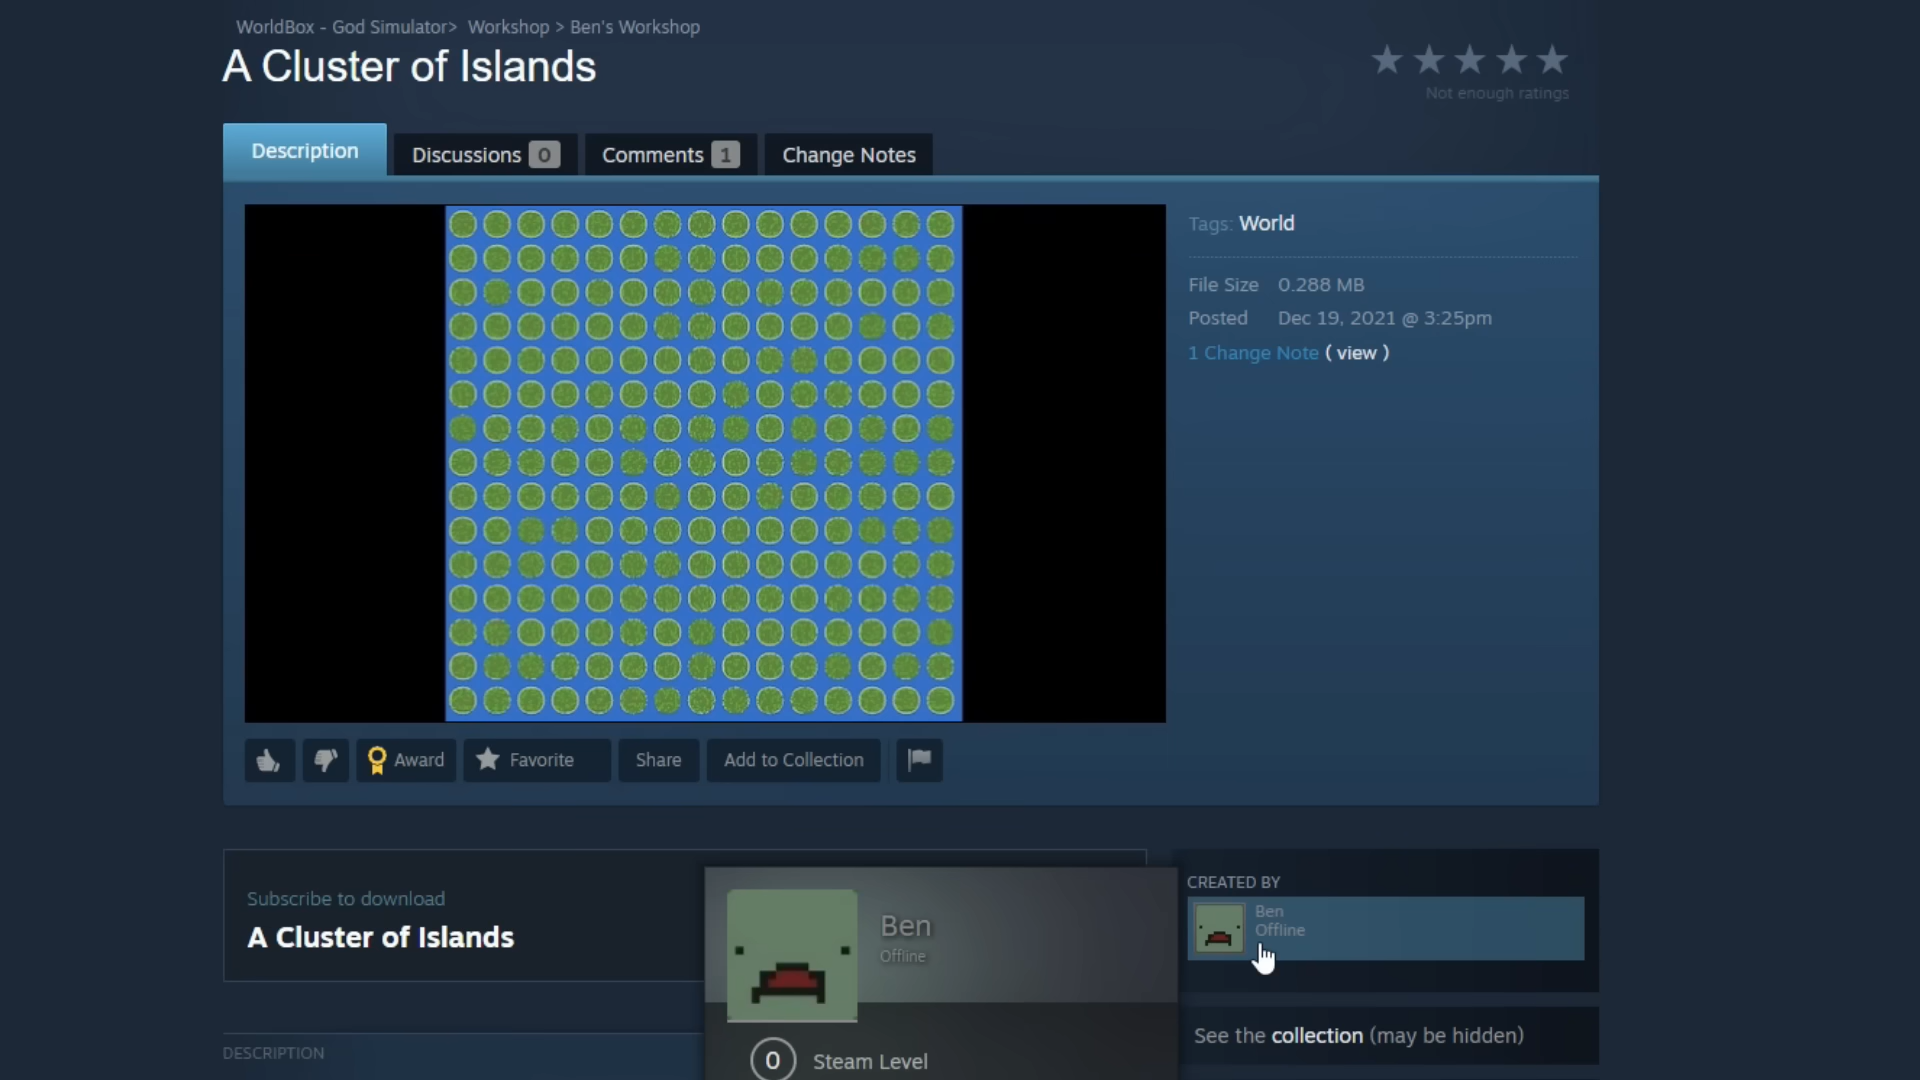 WorldBox - God Simulator> Workshop > Ben's Workshop
A Cluster of Islands
Not enough ratings
Description
Discussions 0
Comments 1
Change Notes
Tags: World
File Size 0.288 MB
Posted Dec 19, 2021 @ 3:25pm
1 Change Note ( view )
Award
Favorite
Share
Add to Collection
Subscribe to download
A Cluster of Islands
Ben
Offline
0 Steam Level
CREATED BY
Ben
Offline
See the collection (may be hidden)
DESCRIPTION